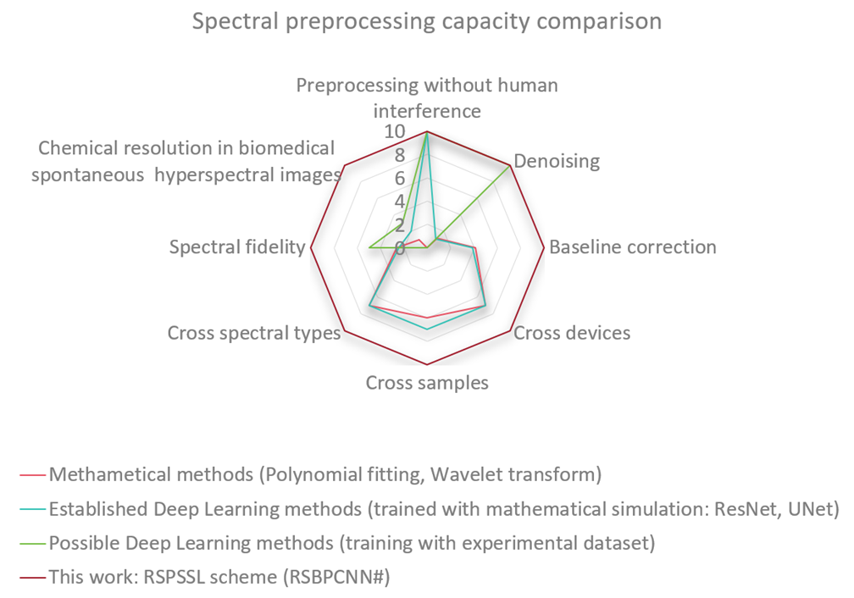 Spectral preprocessing capacity comparison
Preprocessing without human
interference
10
8
6
4
2
0
Denoising
Baseline correction
Cross devices
Cross samples
Cross spectral types
Spectral fidelity
Chemical resolution in biomedical
spontaneous hyperspectral images
Methametical methods (Polynomial fitting, Wavelet transform)
Established Deep Learning methods (trained with mathematical simulation: ResNet, UNet)
Possible Deep Learning methods (training with experimental dataset)
This work: RSPSSL scheme (RSBPCNN#)